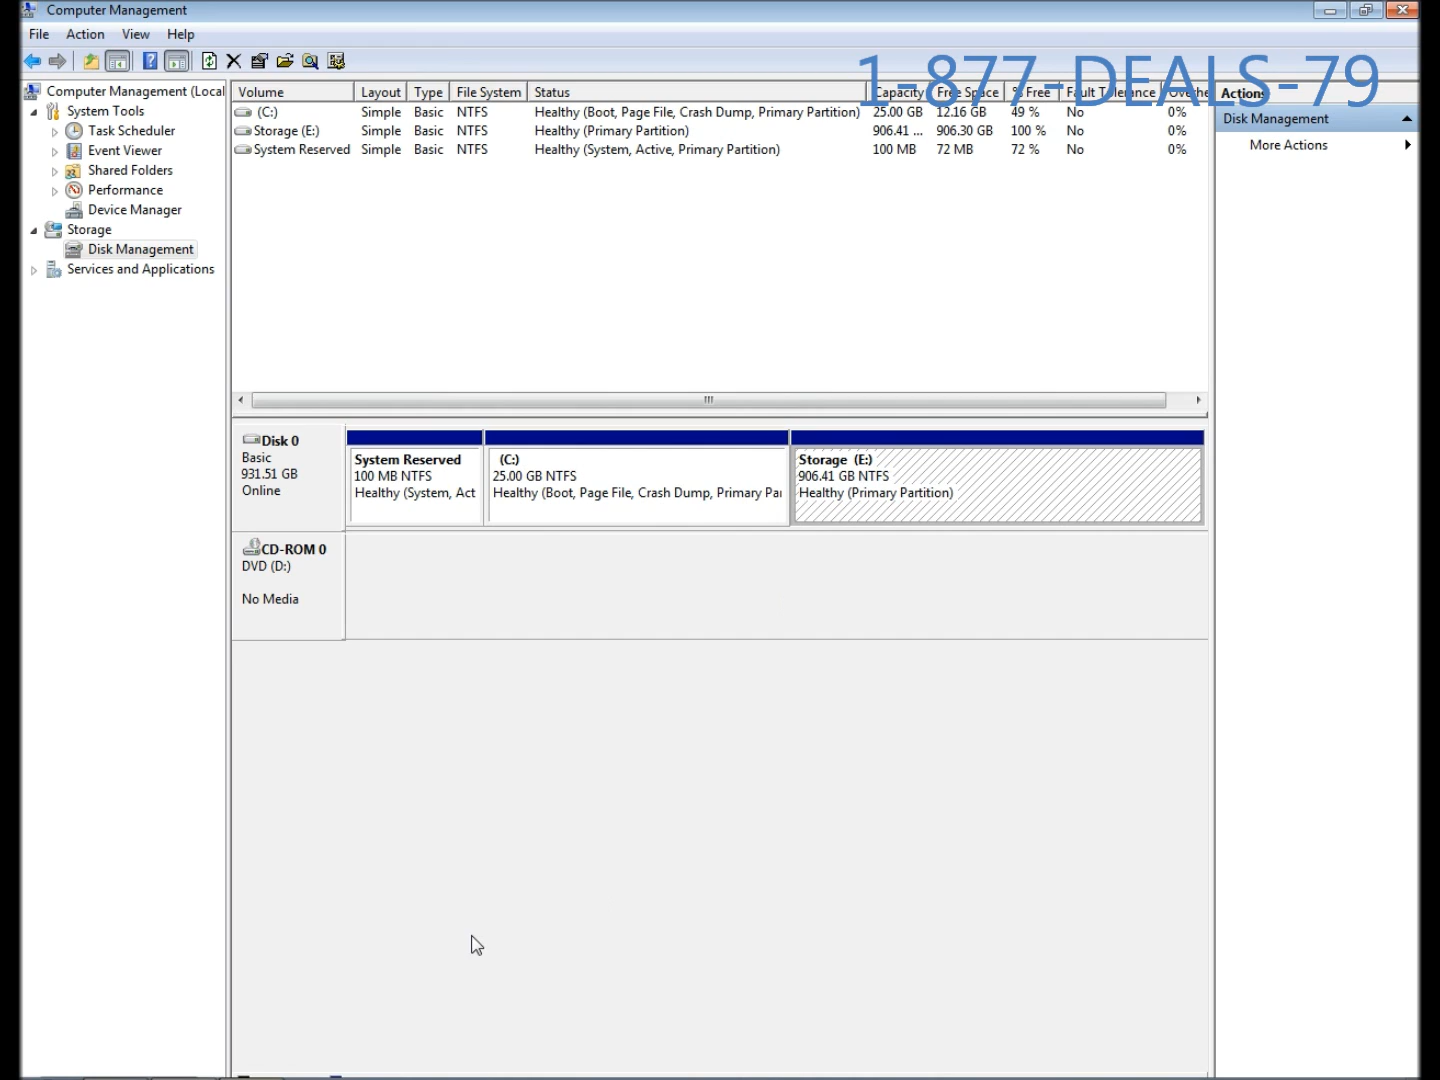 Computer Management
File Action View Help
1-877-DEALS-79
Computer Management (Local
System Tools
Task Scheduler
Event Viewer
Shared Folders
Performance
Device Manager
Storage
Disk Management
Services and Applications
Volume Layout Type File System Status Capacity Free Space % Free Fault Tolerance Overhe
(C:) Simple Basic NTFS Healthy (Boot, Page File, Crash Dump, Primary Partition) 25.00 GB 12.16 GB 49 % No 0%
Storage (E:) Simple Basic NTFS Healthy (Primary Partition) 906.41 ... 906.30 GB 100 % No 0%
System Reserved Simple Basic NTFS Healthy (System, Active, Primary Partition) 100 MB 72 MB 72 % No 0%
Actions
Disk Management
More Actions
Disk 0
Basic
931.51 GB
Online
System Reserved
100 MB NTFS
Healthy (System, Act
(C:)
25.00 GB NTFS
Healthy (Boot, Page File, Crash Dump, Primary Pa
Storage (E:)
906.41 GB NTFS
Healthy (Primary Partition)
CD-ROM 0
DVD (D:)
No Media